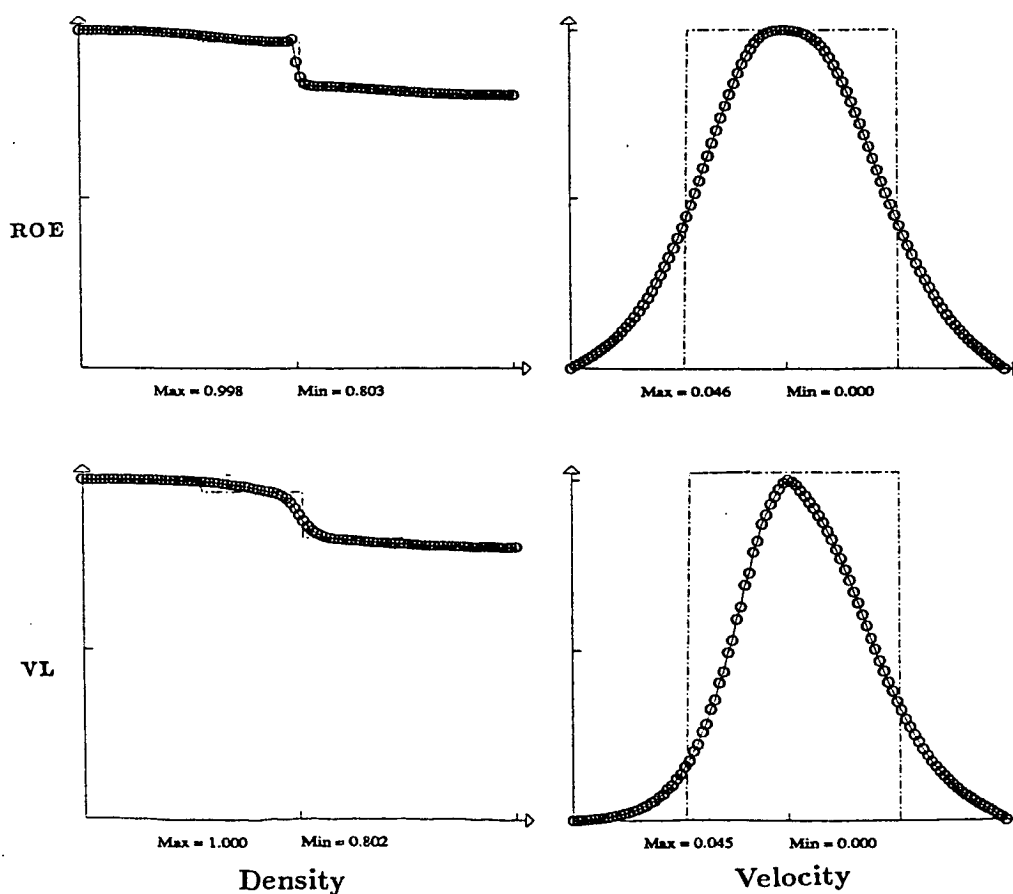 ROE
Max = 0.998 Min = 0.803
Max = 0.046 Min = 0.000
VL
Max = 1.000 Min = 0.802
Max = 0.045 Min = 0.000
Density
Velocity